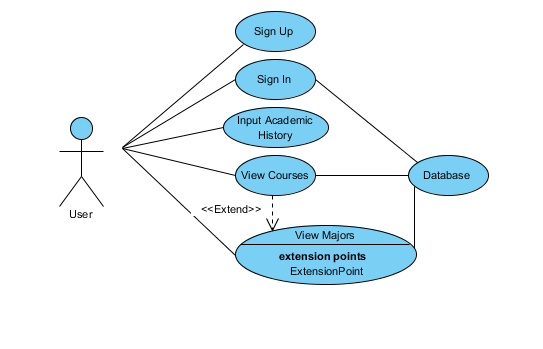 Sign Up
Sign In
Input Academic
History
View Courses
Database
<<Extend>>
User
View Majors
extension points
ExtensionPoint